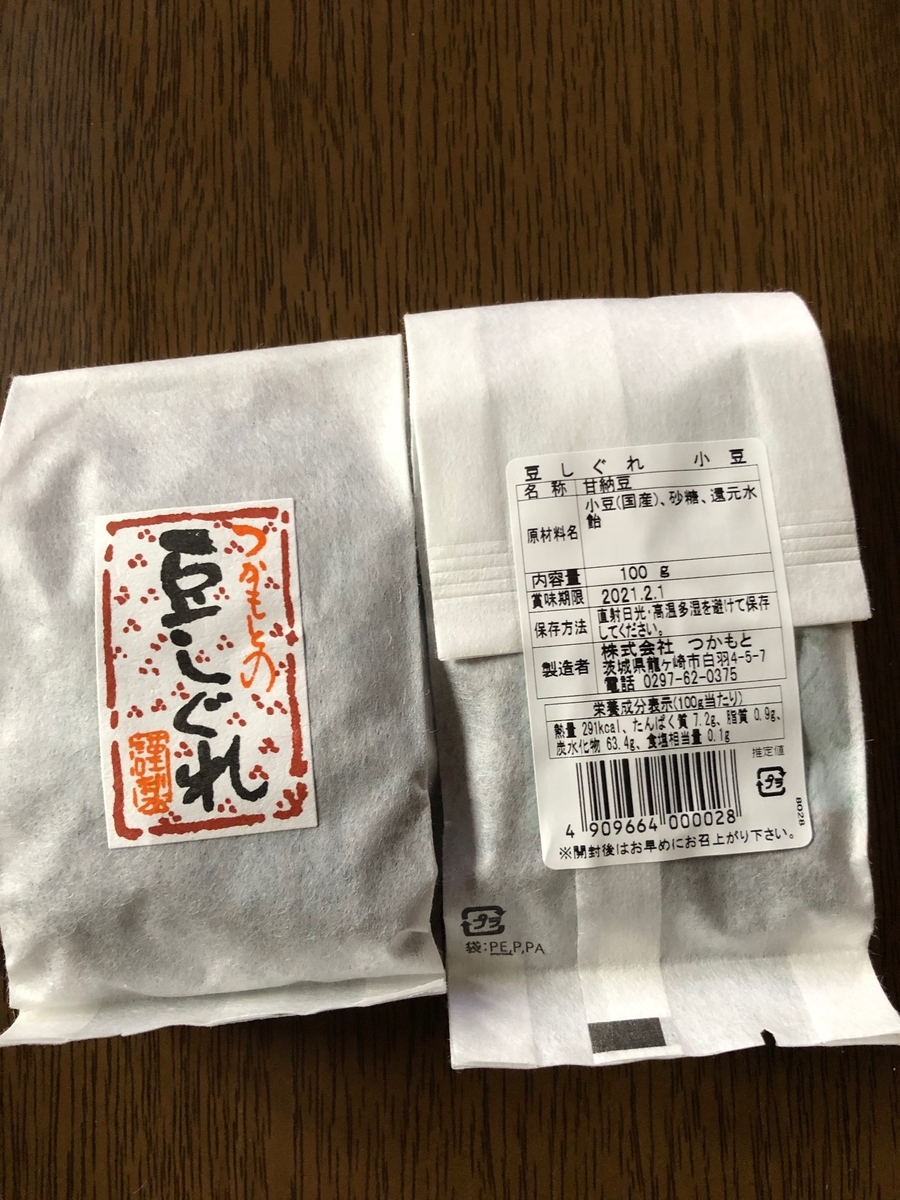 つかもとの
豆しぐれ
謹製
豆しぐれ 小豆
名称 甘納豆
原材料名 小豆(国産)、砂糖、還元水
飴
内容量 100g
賞味期限 2021.2.1
保存方法 直射日光・高温多湿を避けて保存
してください。
製造者 株式会社 つかもと
茨城県龍ヶ崎市白羽4-5-7
電話 0297-62-0375
栄養成分表示(100g当たり)
熱量 291kcal、たんぱく質 7.2g、脂質 0.9g、
炭水化物 63.4g、食塩相当量 0.1g
推定値
プラ
8028
4 909664 000028
※開封後はお早めにお召上がり下さい。
プラ
袋:PE,P,PA